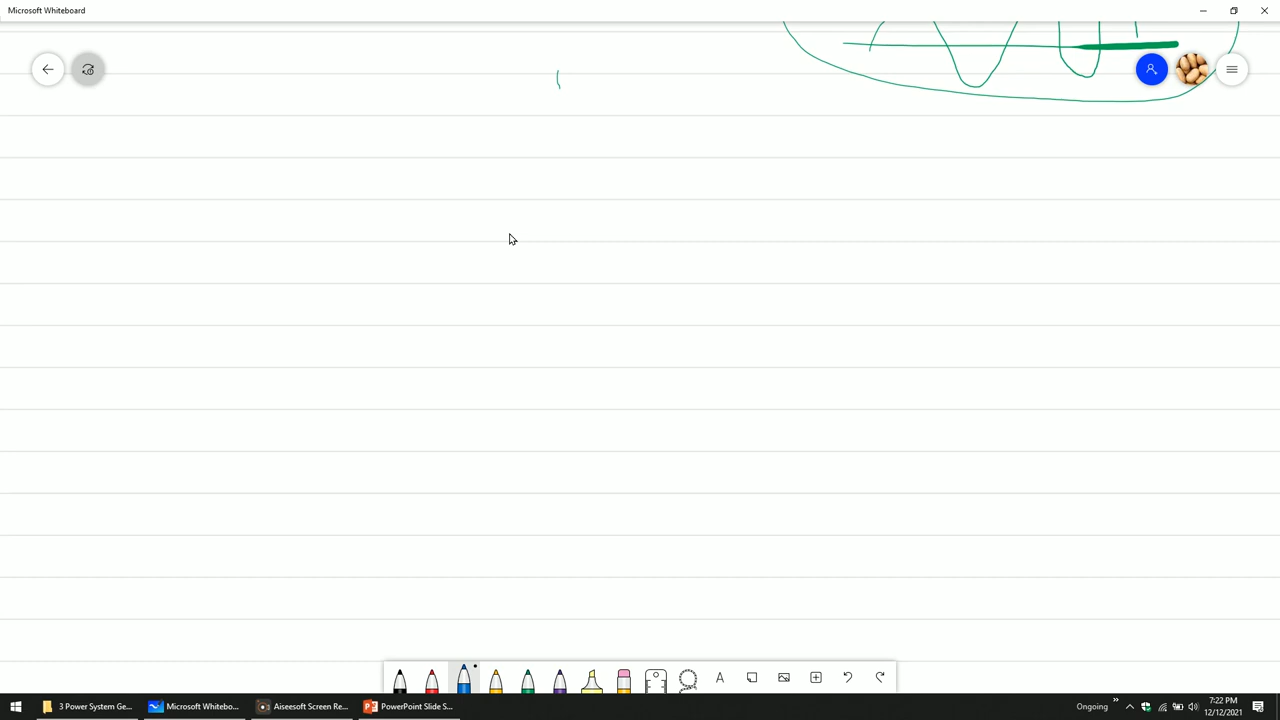 Microsoft Whiteboard
A
3 Power System Ge...
Microsoft Whitebo...
Aiseesoft Screen Re...
PowerPoint Slide S...
Ongoing
7:22 PM
12/12/2021